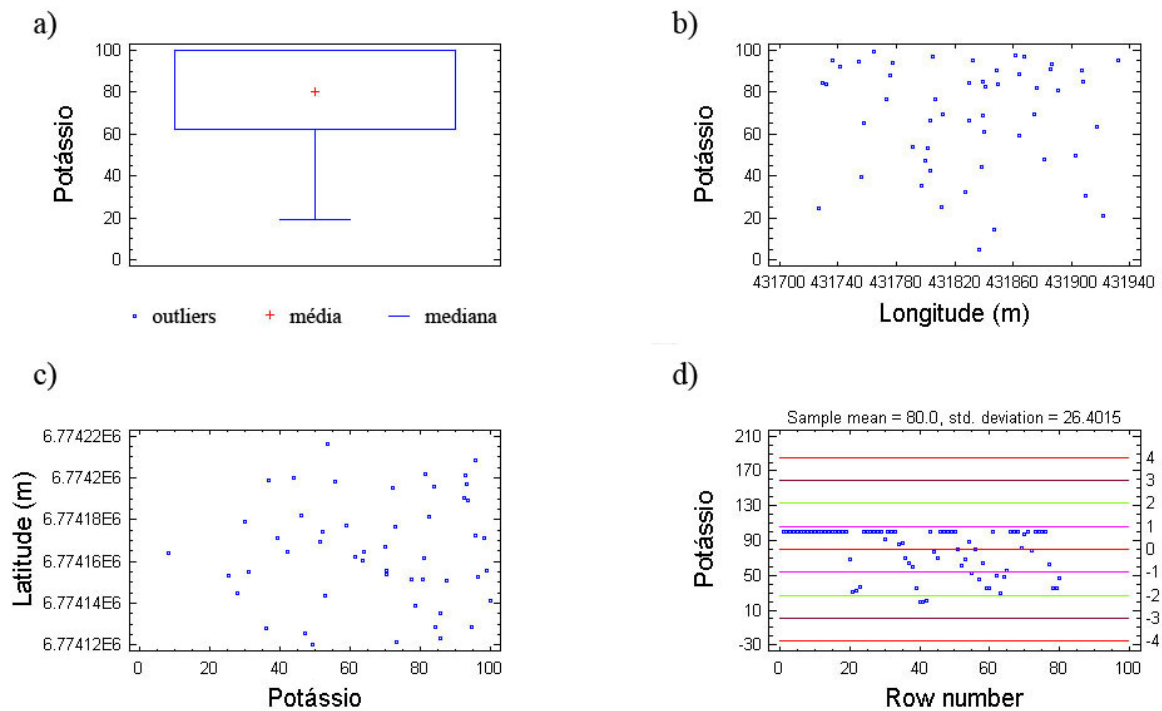 a)
100
80
60
40
20
0
Potássio
outliers
média
mediana
b)
100
80
60
40
20
0
Potássio
431700 431740 431780 431820 431860 431900 431940
Longitude (m)
c)
6.77422E6
6.7742E6
6.77418E6
6.77416E6
6.77414E6
6.77412E6
Latitude (m)
0 20 40 60 80 100
Potássio
d)
Sample mean = 80.0, std. deviation = 26.4015
210
170
130
90
50
10
-30
Potássio
4
3
2
1
0
-1
-2
-3
-4
0 20 40 60 80 100
Row number